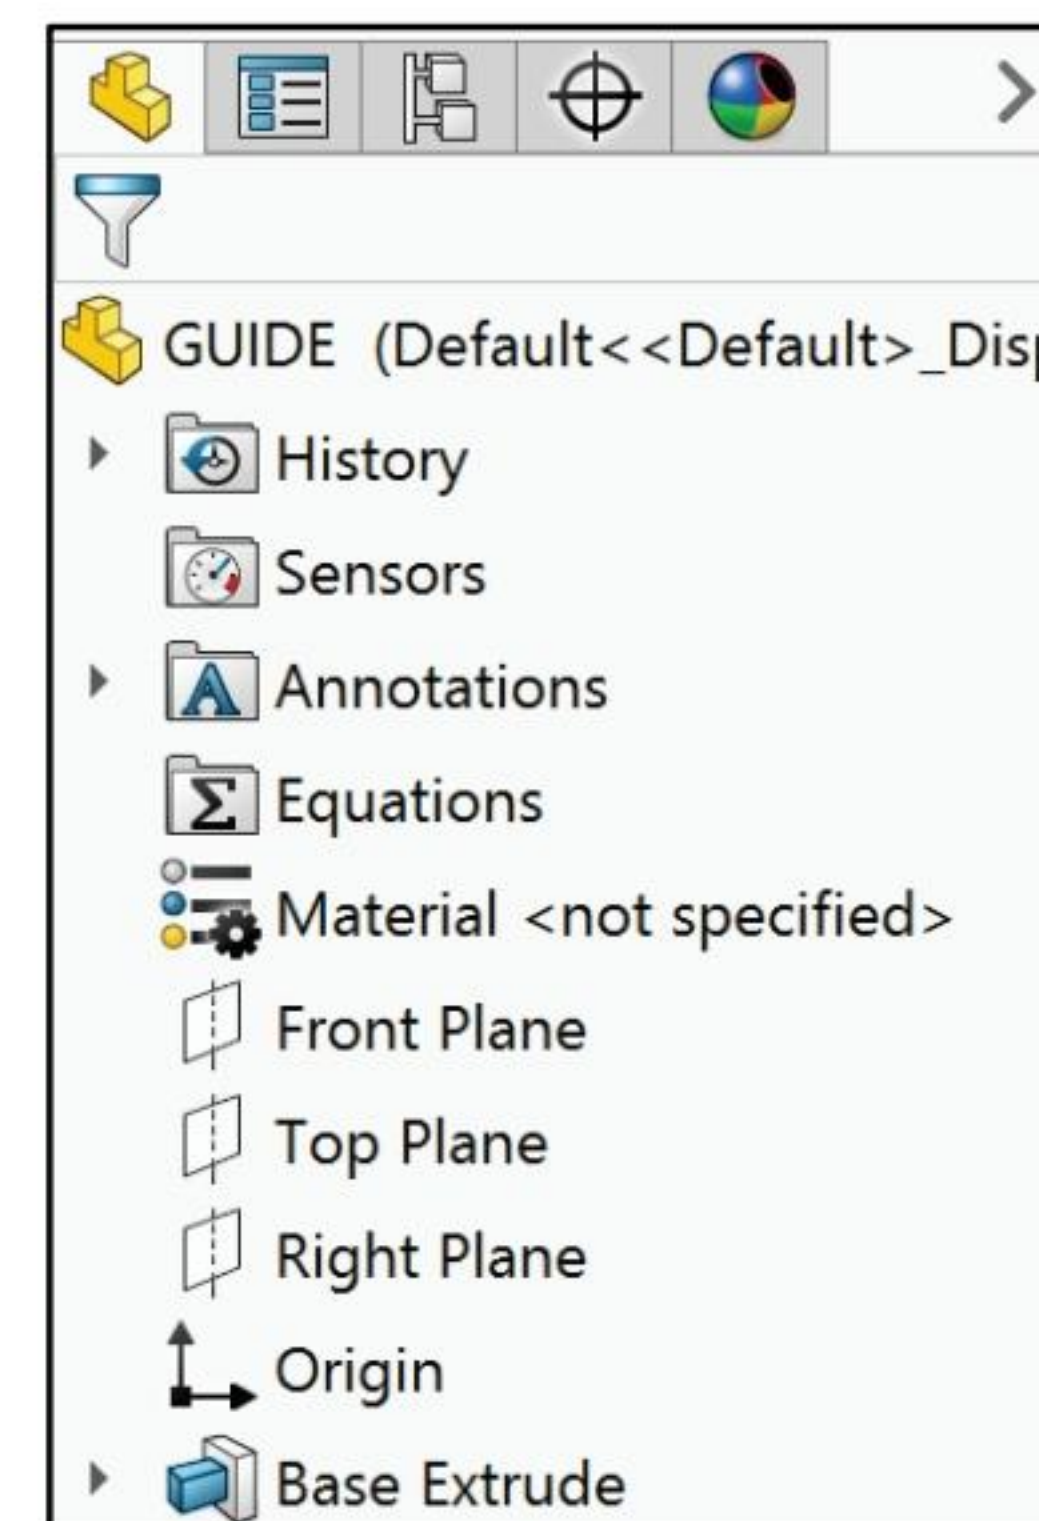 GUIDE (Default<<Default>_Dis
History
Sensors
Annotations
Equations
Material <not specified>
Front Plane
Top Plane
Right Plane
Origin
Base Extrude